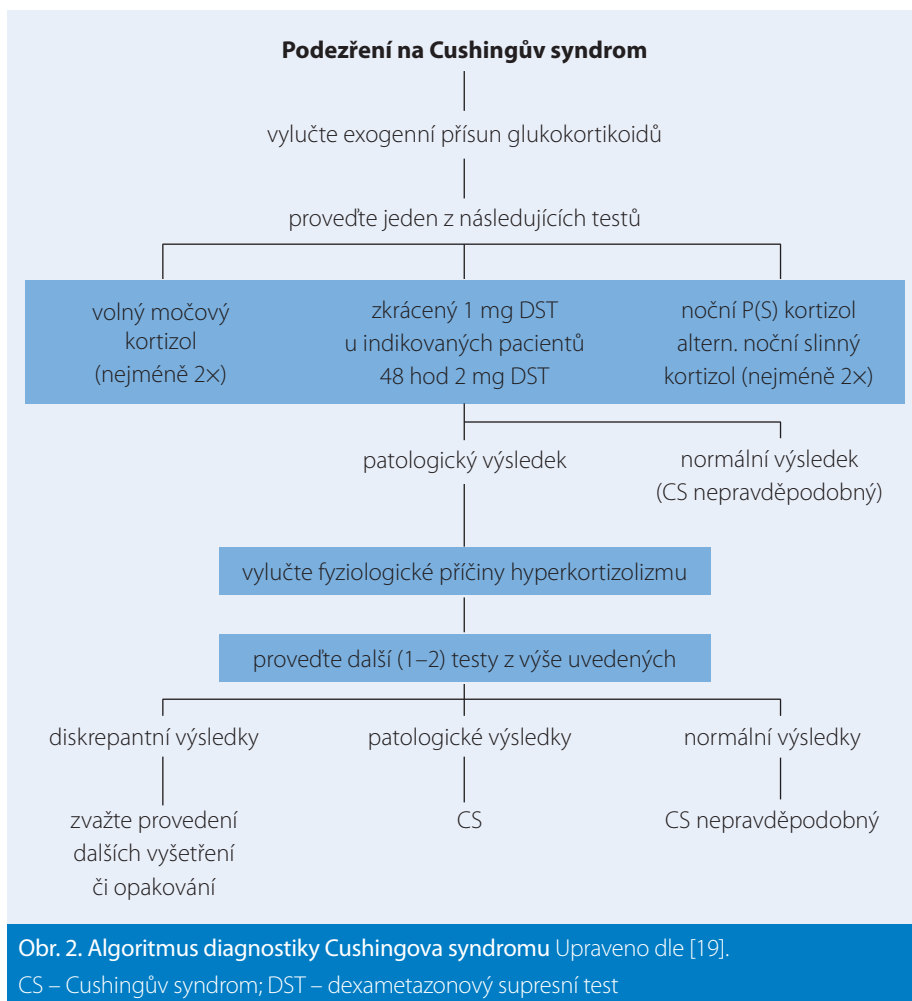 Podezření na Cushingův syndrom
vylučte exogenní přísun glukokortikoidů
proveďte jeden z následujících testů
volný močový
kortizol
(nejméně 2×)
zkrácený 1 mg DST
u indikovaných pacientů
48 hod 2 mg DST
noční P(S) kortizol
altern. noční slinný
kortizol (nejméně 2×)
patologický výsledek
normální výsledek
(CS nepravděpodobný)
vylučte fyziologické příčiny hyperkortizolizmu
proveďte další (1–2) testy z výše uvedených
diskrepantní výsledky
patologické výsledky
normální výsledky
zvažte provedení
dalších vyšetření
či opakování
CS
CS nepravděpodobný
Obr. 2. Algoritmus diagnostiky Cushingova syndromu Upraveno dle [19].
CS – Cushingův syndrom; DST – dexametazonový supresní test